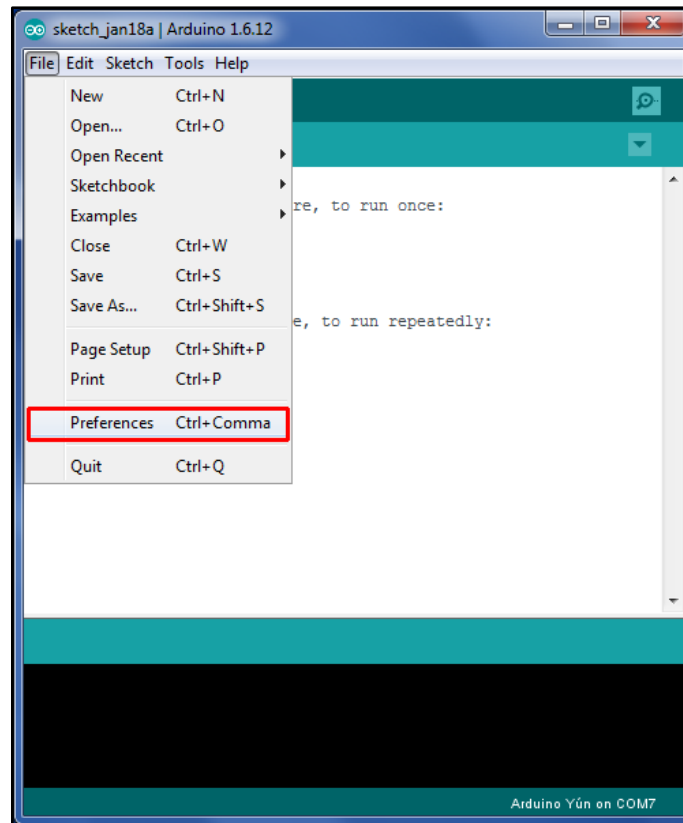 sketch_jan18a | Arduino 1.6.12
File Edit Sketch Tools Help
New Ctrl+N
Open... Ctrl+O
Open Recent
Sketchbook
Examples
Close Ctrl+W
Save Ctrl+S
Save As... Ctrl+Shift+S
Page Setup Ctrl+Shift+P
Print Ctrl+P
Preferences Ctrl+Comma
Quit Ctrl+Q
re, to run once:
e, to run repeatedly:
Arduino Yún on COM7